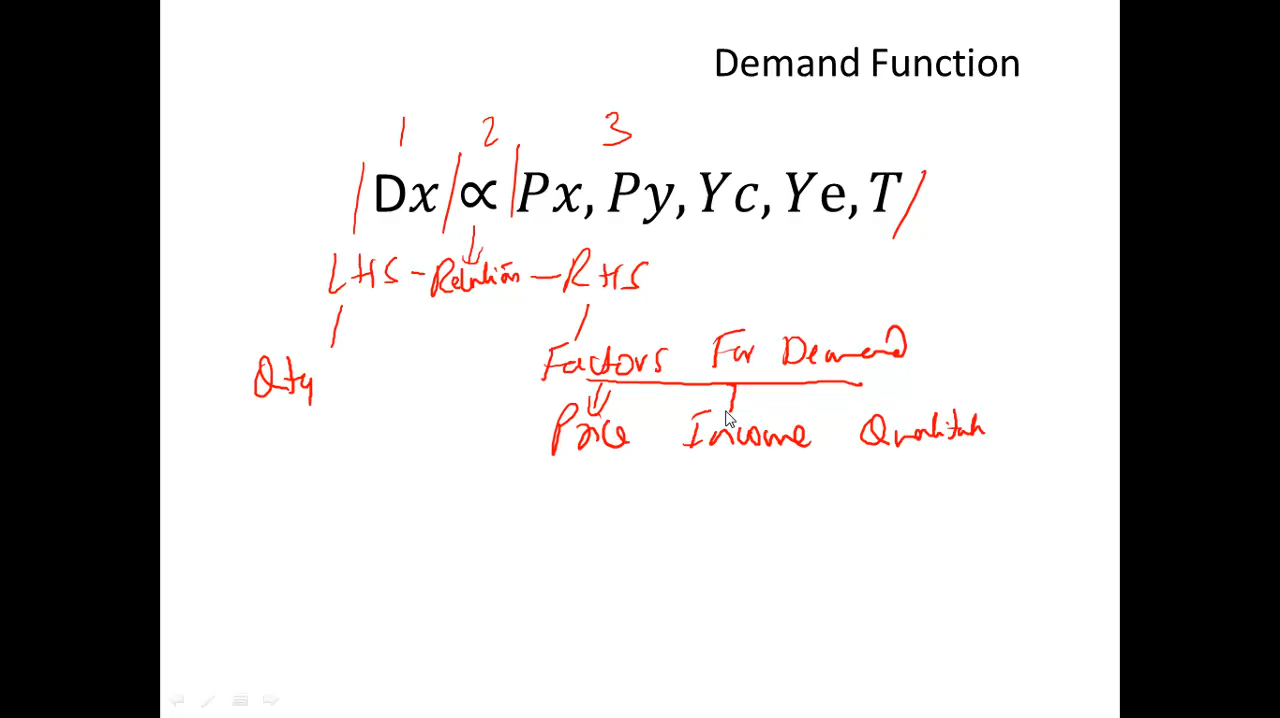 Demand Function
1 2 3
Dx ∝ Px, Py, Yc, Ye, T
LHS - Relation - RHS
Factors For Demand
Qty
Price Income